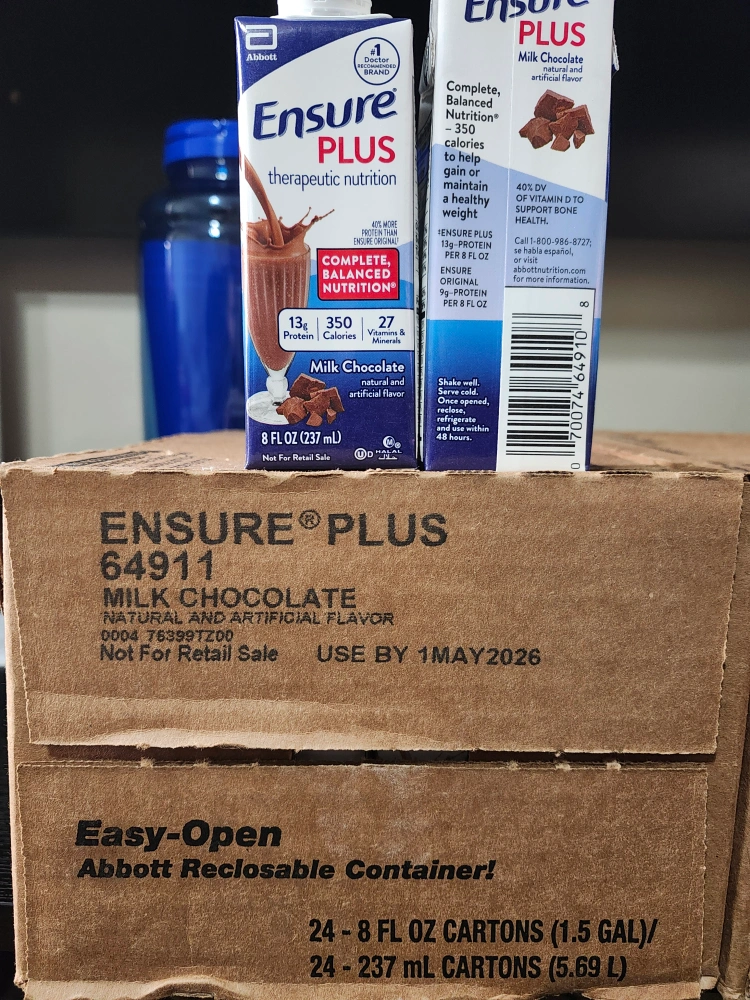 Abbott
#1
Doctor
RECOMMENDED
BRAND
Ensure®
PLUS
therapeutic nutrition
40% MORE
PROTEIN THAN
ENSURE ORIGINAL‡
COMPLETE,
BALANCED
NUTRITION®
13g Protein
350 Calories
27 Vitamins & Minerals
Milk Chocolate
natural and
artificial flavor
8 FL OZ (237 mL)
Not For Retail Sale
U D
M
HALAL
حلال
Ensure
PLUS
Milk Chocolate
natural and
artificial flavor
Complete,
Balanced
Nutrition®
– 350
calories
to help
gain or
maintain
a healthy
weight
‡ENSURE PLUS
13g–PROTEIN
PER 8 FL OZ
ENSURE
ORIGINAL
9g–PROTEIN
PER 8 FL OZ
40% DV
OF VITAMIN D TO
SUPPORT BONE
HEALTH.
Call 1-800-986-8727;
se habla español,
or visit
abbottnutrition.com
for more information.
Shake well.
Serve cold.
Once opened,
reclose,
refrigerate
and use within
48 hours.
0 70074 64910 8
ENSURE® PLUS
64911
MILK CHOCOLATE
NATURAL AND ARTIFICIAL FLAVOR
0004 76399TZ00
Not For Retail Sale USE BY 1MAY2026
Easy-Open
Abbott Reclosable Container!
24 - 8 FL OZ CARTONS (1.5 GAL)/
24 - 237 mL CARTONS (5.69 L)